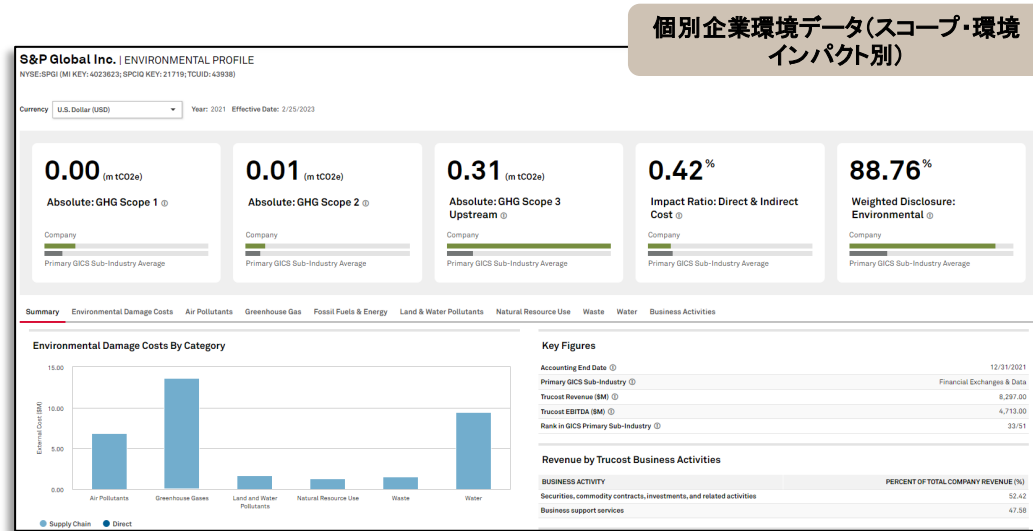 個別企業環境データ(スコープ・環境
インパクト別)
S&P Global Inc. | ENVIRONMENTAL PROFILE
NYSE:SPGI (MI KEY: 4023623; SPCIQ KEY: 21719; TCUID: 43938)
Currency U.S. Dollar (USD) Year: 2021 Effective Date: 2/25/2023
0.00 (m tCO2e)
Absolute: GHG Scope 1
Company
Primary GICS Sub-Industry Average
0.01 (m tCO2e)
Absolute: GHG Scope 2
Company
Primary GICS Sub-Industry Average
0.31 (m tCO2e)
Absolute: GHG Scope 3
Upstream
Company
Primary GICS Sub-Industry Average
0.42%
Impact Ratio: Direct & Indirect
Cost
Company
Primary GICS Sub-Industry Average
88.76%
Weighted Disclosure:
Environmental
Company
Primary GICS Sub-Industry Average
Summary Environmental Damage Costs Air Pollutants Greenhouse Gas Fossil Fuels & Energy Land & Water Pollutants Natural Resource Use Waste Water Business Activities
Environmental Damage Costs By Category
External Cost ($M)
15.00
10.00
5.00
0.00
Air Pollutants Greenhouse Gases Land and Water Natural Resource Use Waste Water
Pollutants
Supply Chain Direct
Key Figures
Accounting End Date 12/31/2021
Primary GICS Sub-Industry Financial Exchanges & Data
Trucost Revenue ($M) 8,297.00
Trucost EBITDA ($M) 4,713.00
Rank in GICS Primary Sub-Industry 33/51
Revenue by Trucost Business Activities
BUSINESS ACTIVITY PERCENT OF TOTAL COMPANY REVENUE (%)
Securities, commodity contracts, investments, and related activities 52.42
Business support services 47.58